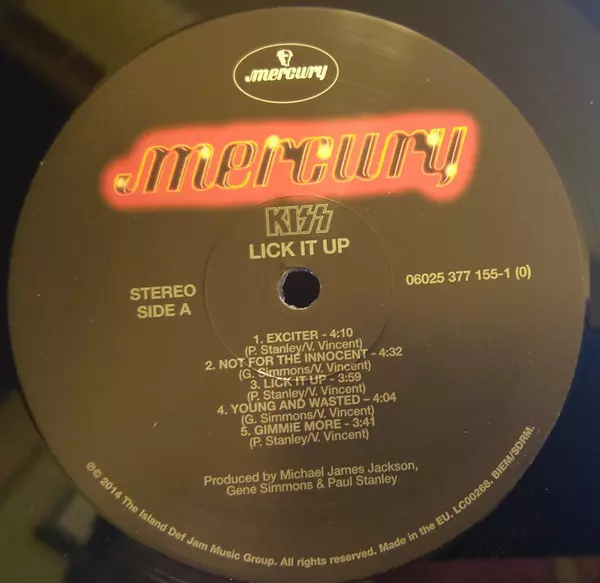 mercury
mercury
KISS
LICK IT UP
STEREO
SIDE A
06025 377 155-1 (0)
1. EXCITER - 4:10
(P. Stanley/V. Vincent)
2. NOT FOR THE INNOCENT - 4:32
(G. Simmons/V. Vincent)
3. LICK IT UP - 3:59
(P. Stanley/V. Vincent)
4. YOUNG AND WASTED - 4:04
(G. Simmons/V. Vincent)
5. GIMMIE MORE - 3:41
(P. Stanley/V. Vincent)
Produced by Michael James Jackson,
Gene Simmons & Paul Stanley
℗© 2014 The Island Def Jam Music Group. All rights reserved. Made in the EU. LC00268. BIEM/SDRM.